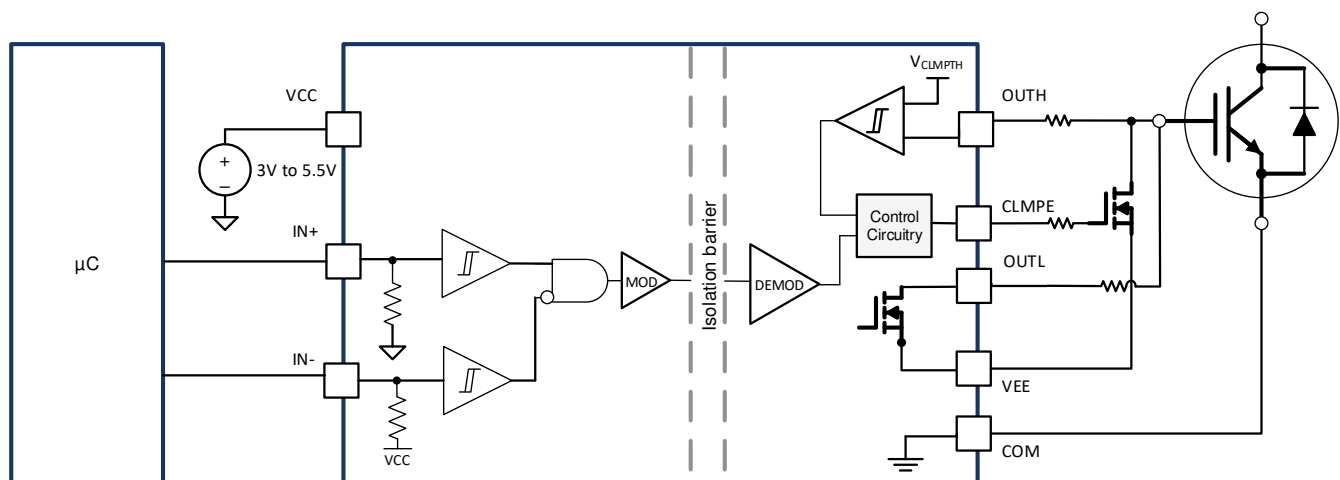 µC
VCC
+
−
3V to 5.5V
IN+
IN-
VCC
MOD
Isolation barrier
DEMOD
VCLMPTH
Control
Circuitry
OUTH
CLMPE
OUTL
VEE
COM